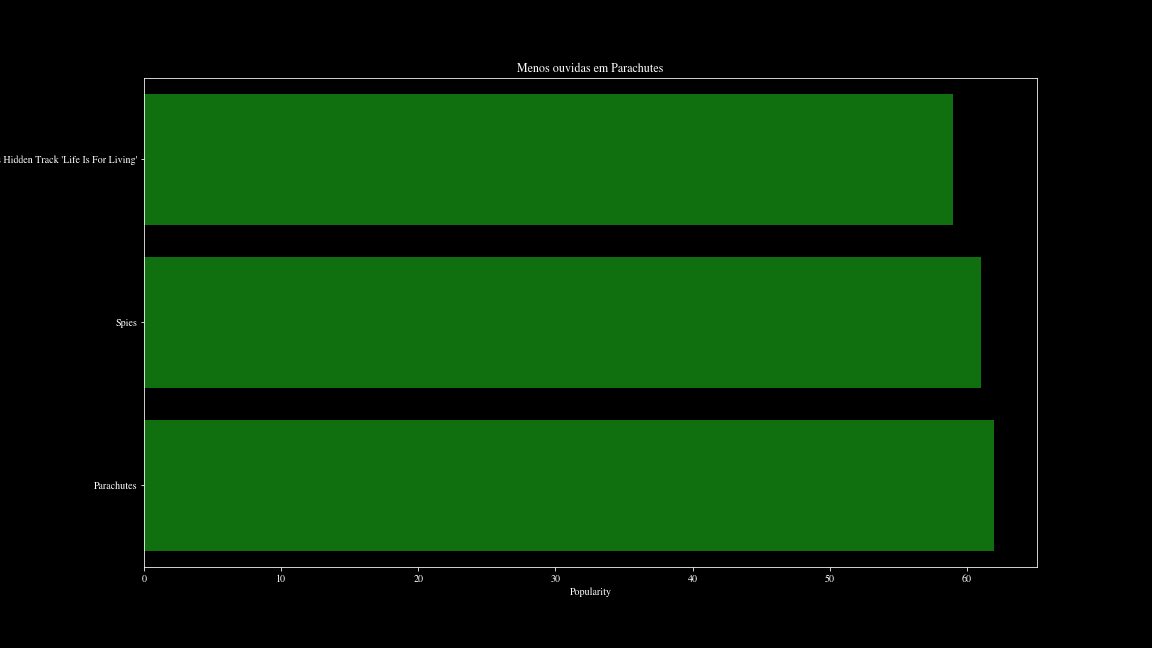 Menos ouvidas em Parachutes
Hidden Track 'Life Is For Living'
Spies
Parachutes
0 10 20 30 40 50 60
Popularity